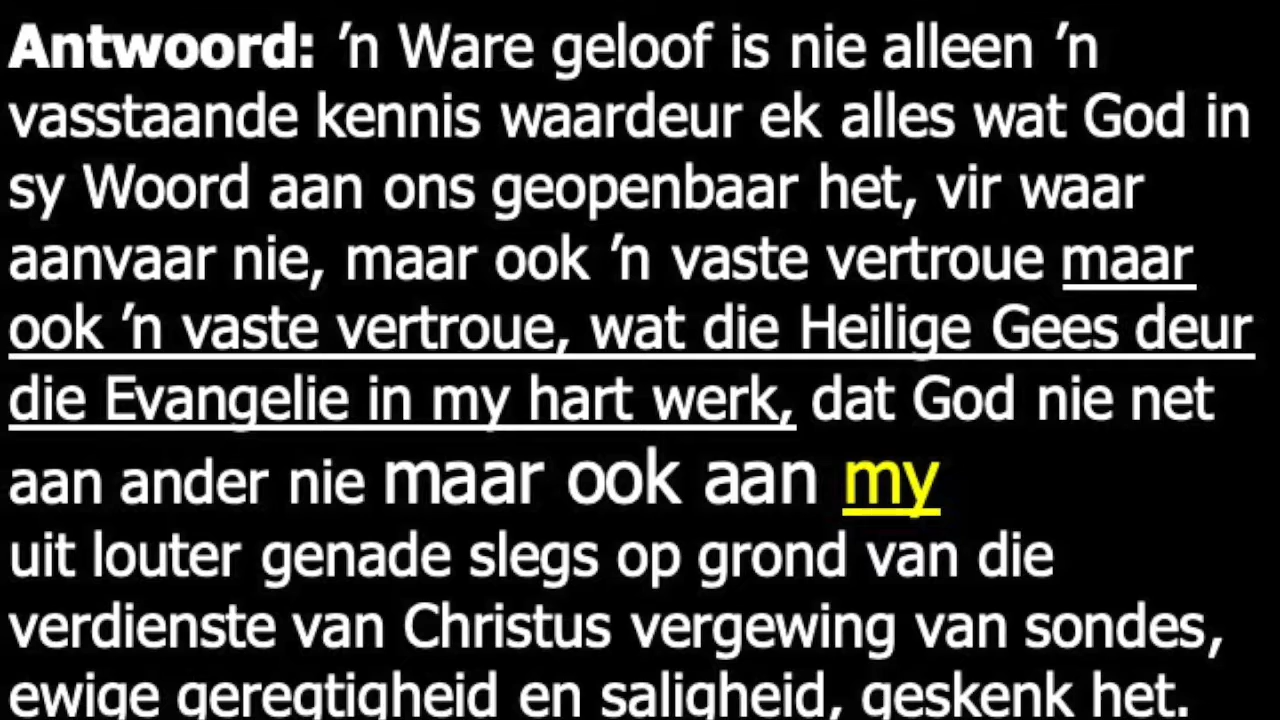 Antwoord: ’n Ware geloof is nie alleen ’n
vasstaande kennis waardeur ek alles wat God in
sy Woord aan ons geopenbaar het, vir waar
aanvaar nie, maar ook ’n vaste vertroue maar
ook ’n vaste vertroue, wat die Heilige Gees deur
die Evangelie in my hart werk, dat God nie net
aan ander nie maar ook aan my
uit louter genade slegs op grond van die
verdienste van Christus vergewing van sondes,
ewige geregtigheid en saligheid, geskenk het.